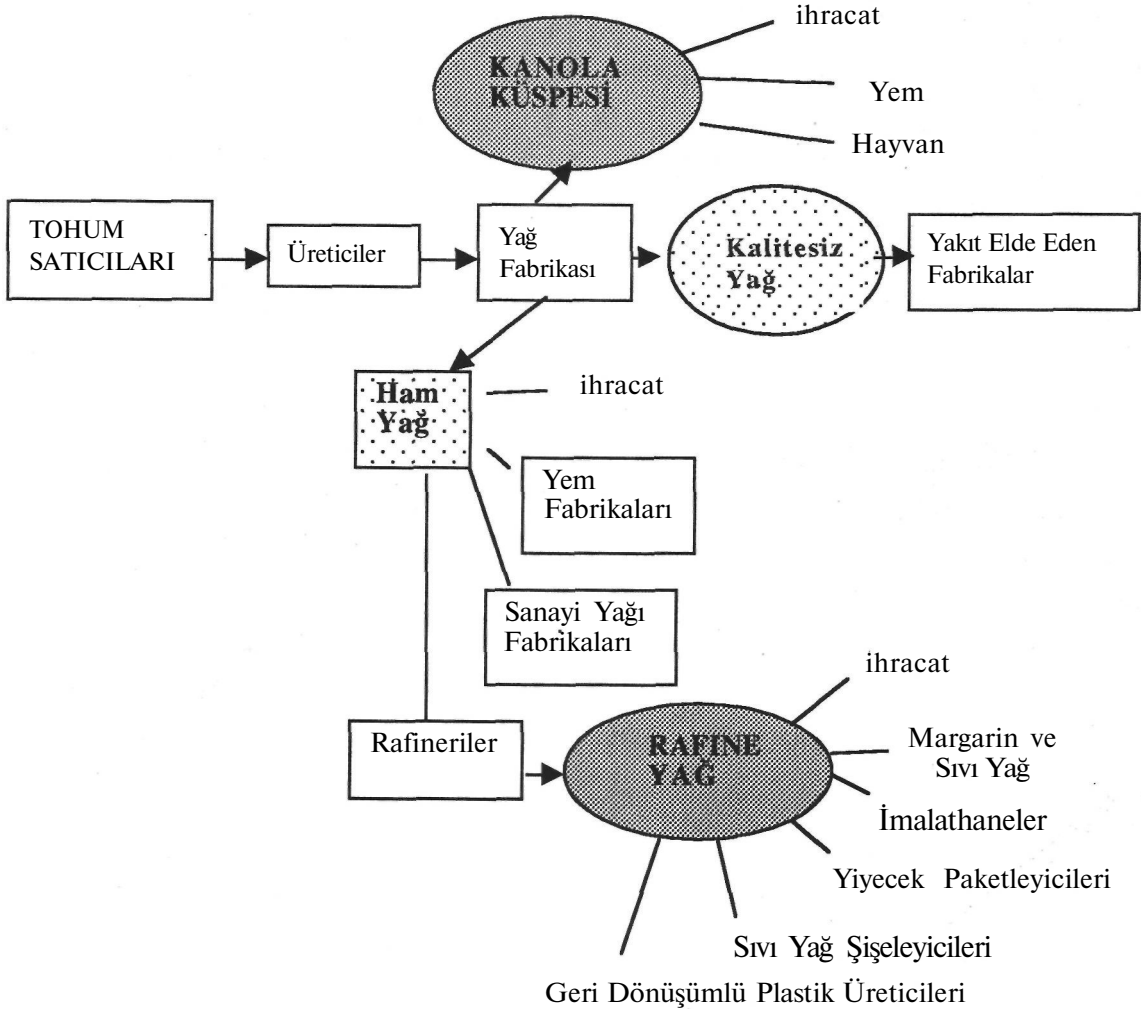 ihracat
KANOLA
KÜSPESİ
Yem
Hayvan
TOHUM
SATICILARI
Üreticiler
Yağ
Fabrikası
Kalitesiz
Yağ
Yakıt Elde Eden
Fabrikalar
Ham
Yağ
ihracat
Yem
Fabrikaları
Sanayi Yağı
Fabrikaları
ihracat
Rafineriler
RAFINE
YAĞ
Margarin ve
Sıvı Yağ
İmalathaneler
Yiyecek Paketleyicileri
Sıvı Yağ Şişeleyicileri
Geri Dönüşümlü Plastik Üreticileri